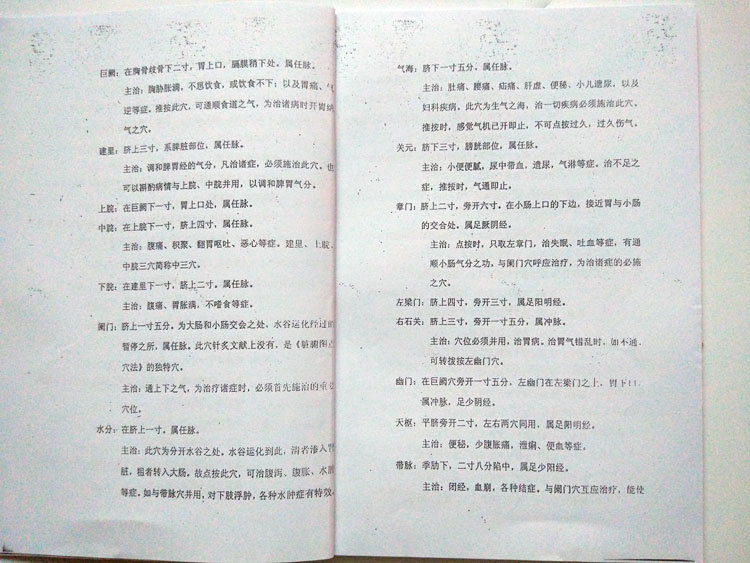 巨阙：在胸骨歧骨下二寸，胃上口，膈膜稍下处。属任脉。
主治：胸胁胀满，不思饮食，或饮食不下；以及胃痛、气
逆等症。推按此穴，可通顺食道之气，为治诸病时开胃纳
气之穴。
建里：脐上三寸，系脾脏部位，属任脉。
主治：调和脾胃经的气分，凡治诸症，必须施治此穴。也
可以斟酌病情与上脘、中脘并用，以调和脾胃气分。
上脘：在巨阙下一寸，胃上口处，属任脉。
中脘：在上脘下一寸，脐上四寸，属任脉。
主治：腹痛、积聚、翻胃呕吐、恶心等症。建里、上脘、
中脘三穴简称中三穴。
下脘：在建里下一寸，脐上二寸。属任脉。
主治：腹痛、胃胀满，不嗜食等症。
阑门：脐上一寸五分。为大肠和小肠交会之处，水谷运化经过的
暂停之所，属任脉。此穴针灸文献上没有，是《脏腑图点
穴法》的独特穴。
主治：通上下之气，为治疗诸症时，必须首先施治的重要
穴位。
水分：在脐上一寸。属任脉。
主治：此穴为分开水谷之处。水谷运化到此，清者渗入肾
脏，粗者转入大肠。故点按此穴，可治腹泻、腹胀、水肿
等症。如与带脉穴并用，对下肢浮肿，各种水肿症有特效。
气海：脐下一寸五分。属任脉。
主治：肚痛、腰痛、疝痛、肝虚、便秘、小儿遗尿，以及
妇科疾病。此穴为生气之海，治一切疾病必须施治此穴。
推按时，感觉气机已开即止，不可点按过久，过久伤气。
关元：脐下三寸，膀胱部位，属任脉。
主治：小便便腻，尿中带血，遗尿，气淋等症。治不足之
症，推按时，气通即止。
章门：脐上二寸，旁开六寸。在小肠上口的下边，接近胃与小肠
的交合处。属足厥阴经。
主治：点按时，只取左章门，治失眠、吐血等症，有通
顺小肠气分之功，与阑门穴呼应治疗，为治诸症的必施
之穴。
左梁门：脐上四寸，旁开三寸，属足阳明经。
右石关：脐上三寸，旁开一寸五分，属冲脉。
主治：穴位必须并用，治胃病。治胃气错乱时，如不通，
可转拨按左幽门穴。
幽门：在巨阙穴旁开一寸五分，左幽门在左梁门之上，胃下口，
属冲脉，足少阴经。
天枢：平脐旁开二寸，左右两穴同用，属足阳明经。
主治：便秘，少腹胀痛，泄痢、便血等症。
带脉：季肋下，二寸八分陷中，属足少阳经。
主治：闭经，血崩，各种结症。与阑门穴互应治疗，能使